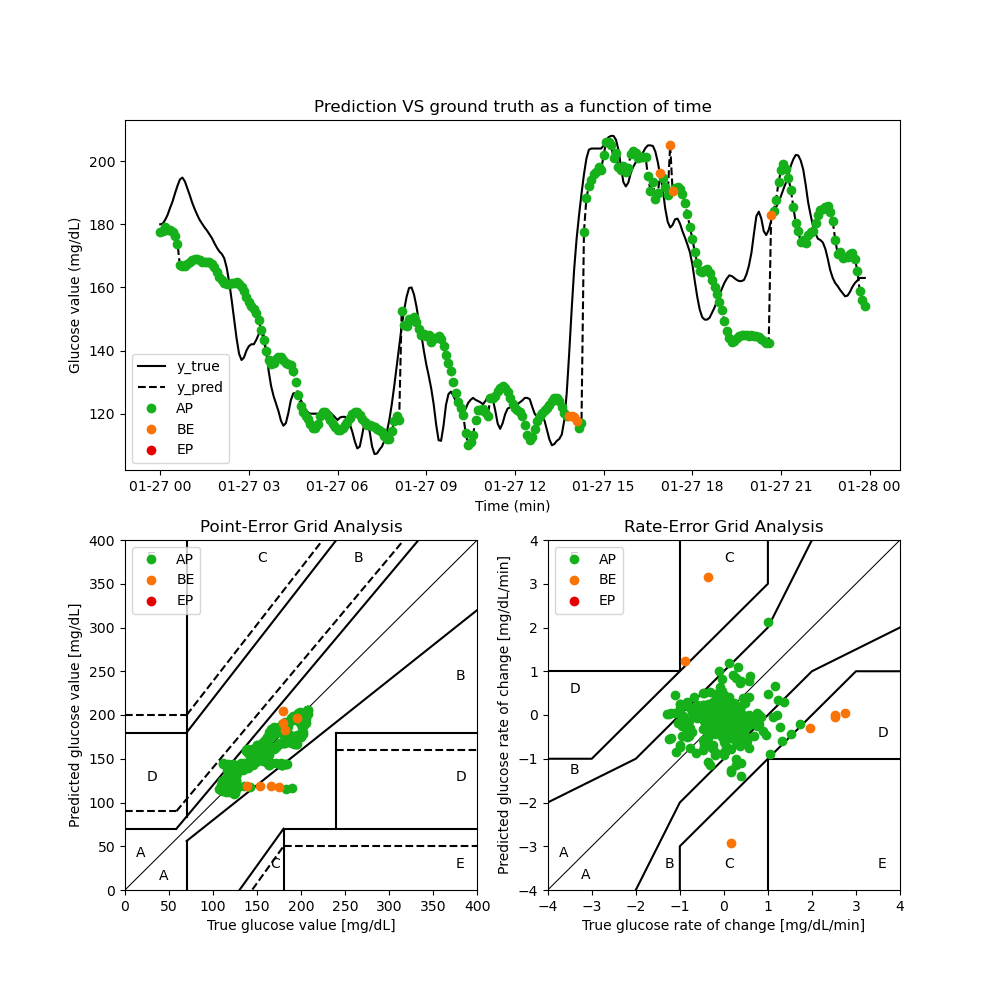 Prediction VS ground truth as a function of time
Glucose value (mg/dL)
200
180
160
140
120
y_true
y_pred
AP
BE
EP
01-27 00 01-27 03 01-27 06 01-27 09 01-27 12 01-27 15 01-27 18 01-27 21 01-28 00
Time (min)
Point-Error Grid Analysis
Predicted glucose value [mg/dL]
400
350
300
250
200
150
100
50
0
AP
BE
EP
C
B
B
D
D
A
A
C
E
0 50 100 150 200 250 300 350 400
True glucose value [mg/dL]
Rate-Error Grid Analysis
Predicted glucose rate of change [mg/dL/min]
4
3
2
1
0
−1
−2
−3
−4
AP
BE
EP
C
D
D
B
A
A
B
C
E
−4 −3 −2 −1 0 1 2 3 4
True glucose rate of change [mg/dL/min]